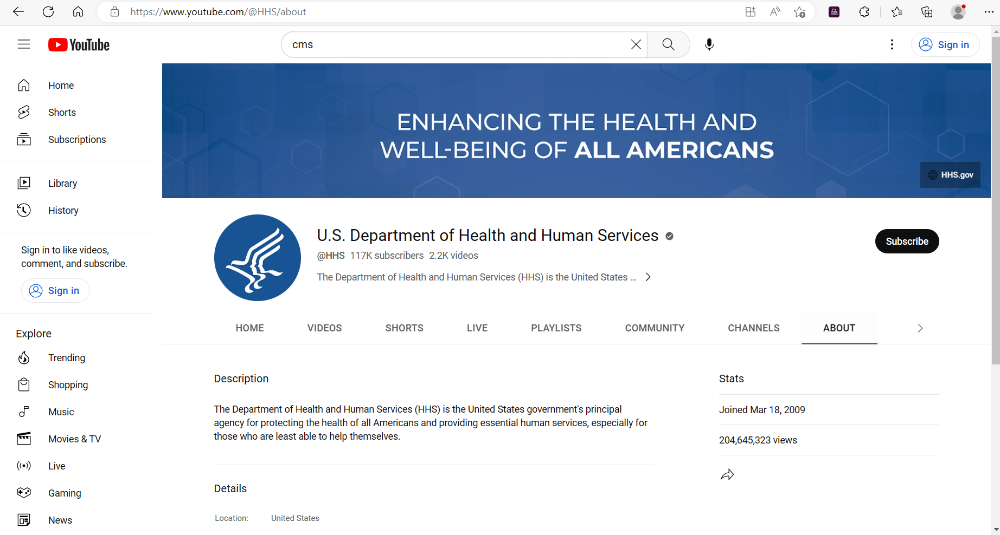 https://www.youtube.com/@HHS/about
YouTube
cms
Sign in
Home
Shorts
Subscriptions
Library
History
Sign in to like videos,
comment, and subscribe.
Sign in
Explore
Trending
Shopping
Music
Movies & TV
Live
Gaming
News
ENHANCING THE HEALTH AND
WELL-BEING OF ALL AMERICANS
HHS.gov
U.S. Department of Health and Human Services
@HHS 117K subscribers 2.2K videos
The Department of Health and Human Services (HHS) is the United States ...
Subscribe
HOME VIDEOS SHORTS LIVE PLAYLISTS COMMUNITY CHANNELS ABOUT
Description
The Department of Health and Human Services (HHS) is the United States government's principal
agency for protecting the health of all Americans and providing essential human services, especially for
those who are least able to help themselves.
Details
Location: United States
Stats
Joined Mar 18, 2009
204,645,323 views